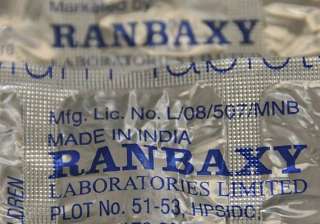 Marketed by
RANBAXY
LABORATORIES LIMITED
Mfg. Lic. No. L/08/507/MNB
MADE IN INDIA
RANBAXY
LABORATORIES LIMITED
PLOT No. 51-53, HPSIDC